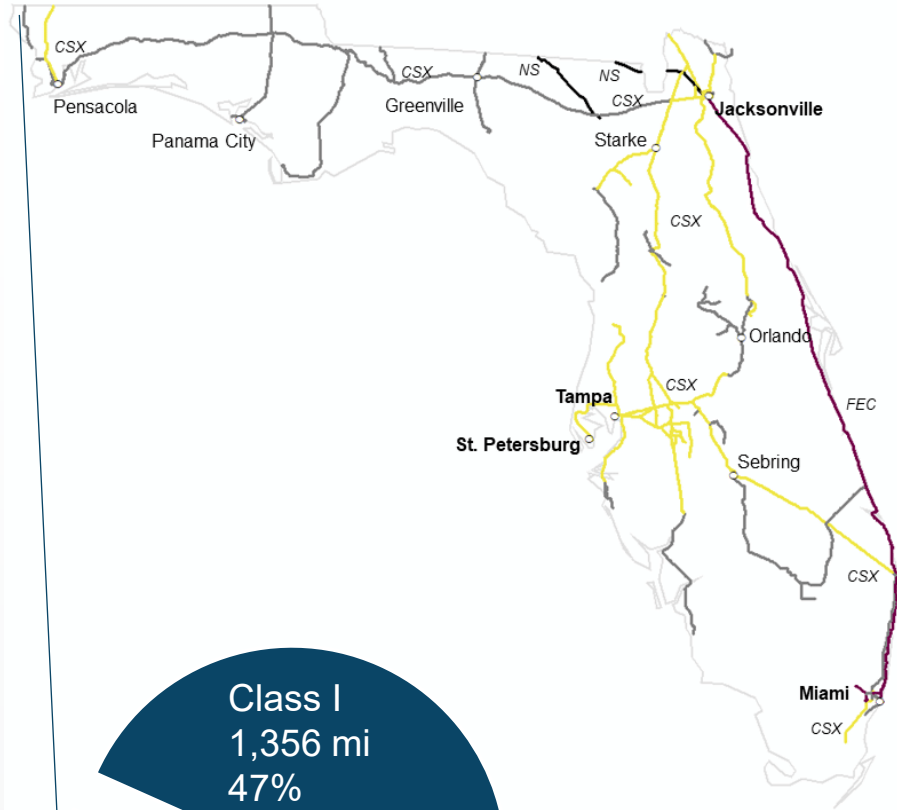 CSX
Pensacola
Panama City
CSX
Greenville
NS
NS
CSX
Jacksonville
Starke
CSX
Orlando
CSX
Tampa
St. Petersburg
FEC
Sebring
CSX
Miami
CSX
Class I
1,356 mi
47%